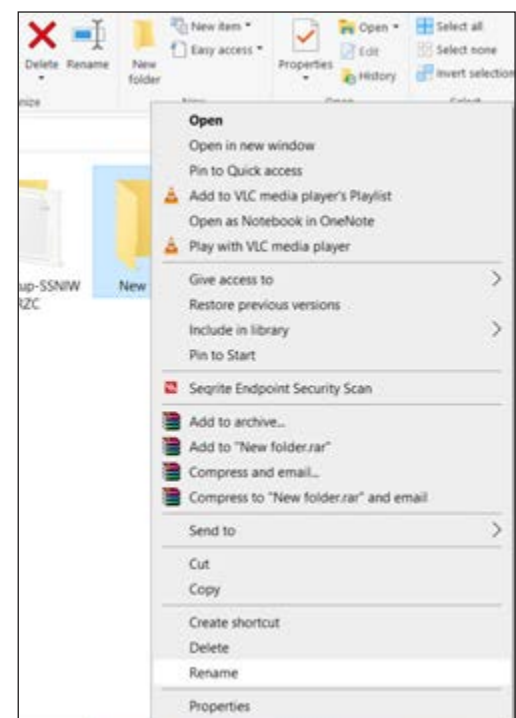 New item
Open
Select all
Easy access
Edit
Select none
Delete
Rename
New
folder
Properties
History
Invert selection
Open
Open in new window
Pin to Quick access
Add to VLC media player's Playlist
Open as Notebook in OneNote
Play with VLC media player
up-SSNIW
RZC
New
Give access to
Restore previous versions
Include in library
Pin to Start
Seqrite Endpoint Security Scan
Add to archive...
Add to "New folder.rar"
Compress and email...
Compress to "New folder.rar" and email
Send to
Cut
Copy
Create shortcut
Delete
Rename
Properties